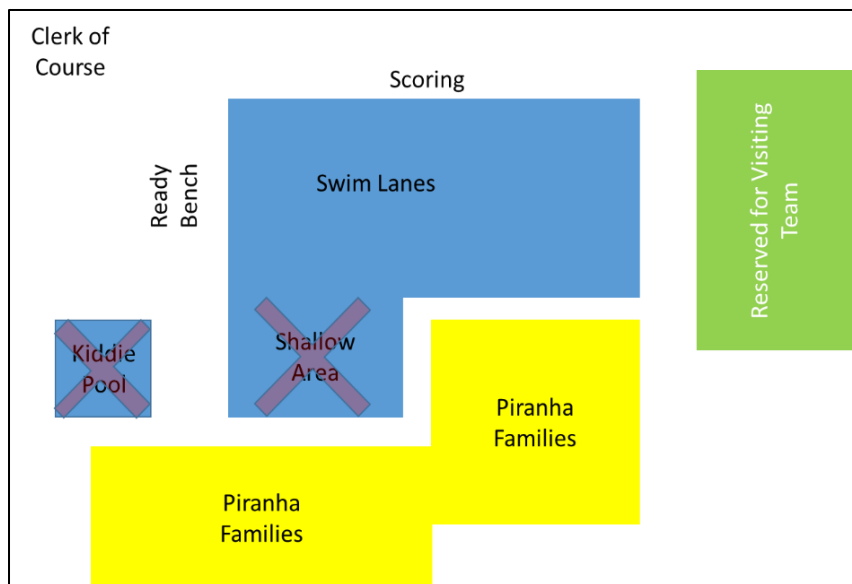 Clerk of
Course
Scoring
Ready
Bench
Swim Lanes
Reserved for Visiting
Team
Kiddie
Pool
Shallow
Area
Piranha
Families
Piranha
Families